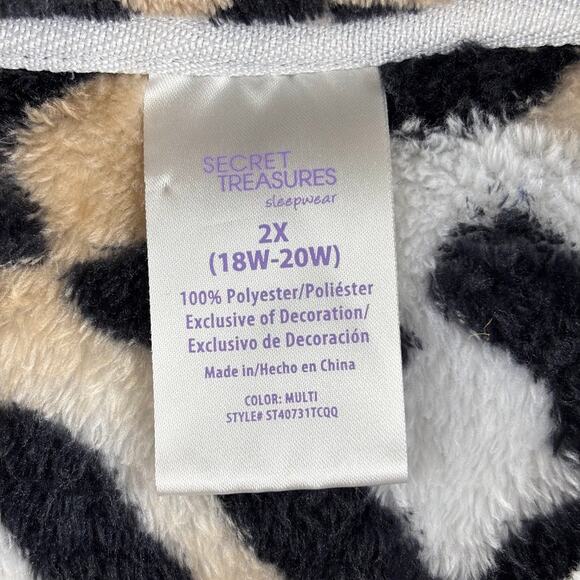 SECRET
TREASURES
sleepwear
2X
(18W-20W)
100% Polyester/Poliéster
Exclusive of Decoration/
Exclusivo de Decoración
Made in/Hecho en China
COLOR: MULTI
STYLE# ST40731TCQQ